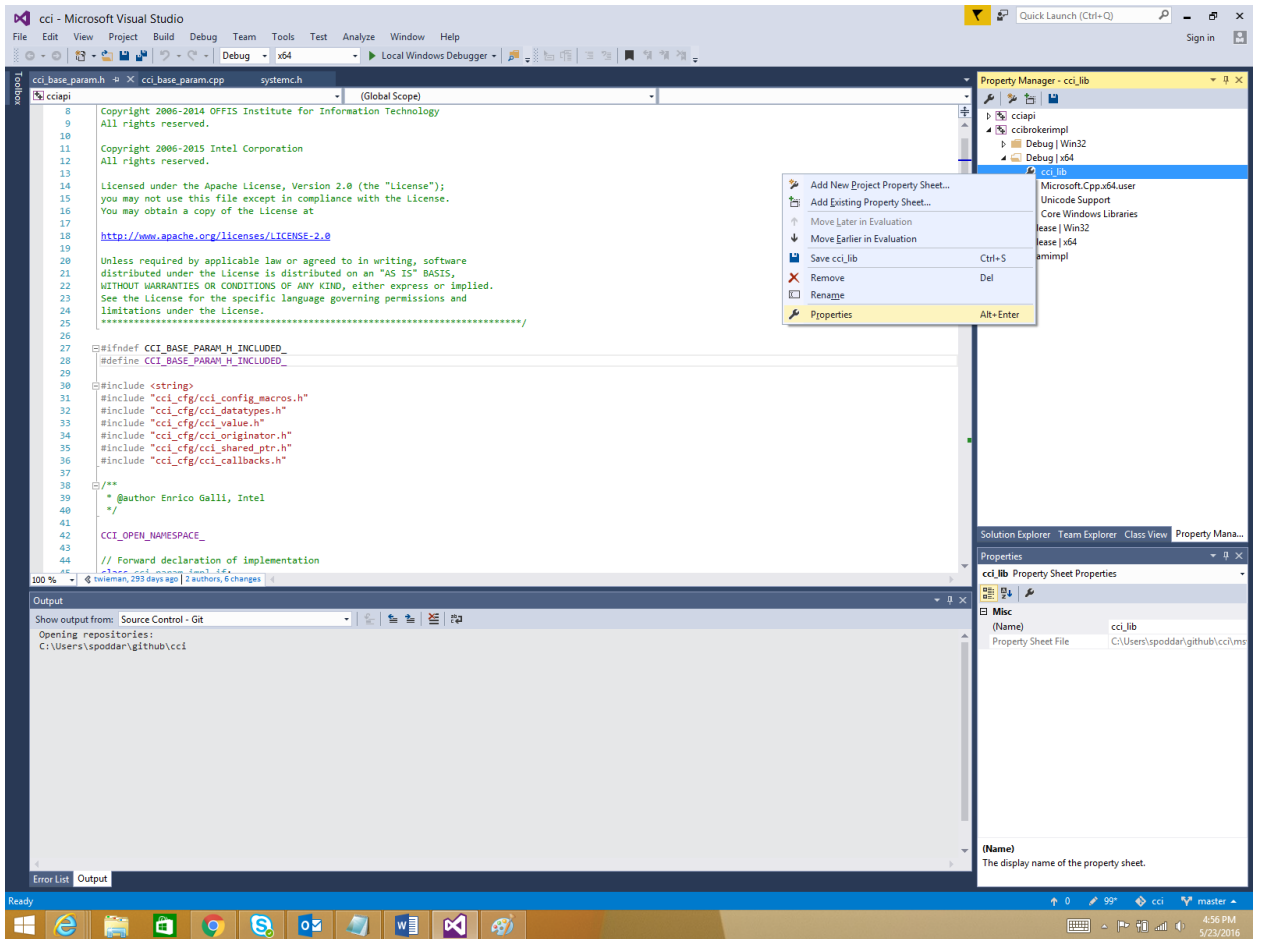 cci - Microsoft Visual Studio
Quick Launch (Ctrl+Q)
File Edit View Project Build Debug Team Tools Test Analyze Window Help
Sign in
Debug x64 Local Windows Debugger
Toolbox
cci_base_param.h cci_base_param.cpp systemc.h
cciapi (Global Scope)
8 Copyright 2006-2014 OFFIS Institute for Information Technology
9 All rights reserved.
10
11 Copyright 2006-2015 Intel Corporation
12 All rights reserved.
13
14 Licensed under the Apache License, Version 2.0 (the "License");
15 you may not use this file except in compliance with the License.
16 You may obtain a copy of the License at
17
18 http://www.apache.org/licenses/LICENSE-2.0
19
20 Unless required by applicable law or agreed to in writing, software
21 distributed under the License is distributed on an "AS IS" BASIS,
22 WITHOUT WARRANTIES OR CONDITIONS OF ANY KIND, either express or implied.
23 See the License for the specific language governing permissions and
24 limitations under the License.
25 *****************************************************************************/
26
27 #ifndef CCI_BASE_PARAM_H_INCLUDED_
28 #define CCI_BASE_PARAM_H_INCLUDED_
29
30 #include <string>
31 #include "cci_cfg/cci_config_macros.h"
32 #include "cci_cfg/cci_datatypes.h"
33 #include "cci_cfg/cci_value.h"
34 #include "cci_cfg/cci_originator.h"
35 #include "cci_cfg/cci_shared_ptr.h"
36 #include "cci_cfg/cci_callbacks.h"
37
38 /**
39 * @author Enrico Galli, Intel
40 */
41
42 CCI_OPEN_NAMESPACE_
43
44 // Forward declaration of implementation
45 class cci_param_impl_if;
100 % twieman, 293 days ago | 2 authors, 6 changes
Property Manager - cci_lib
cciapi
ccibrokerimpl
Debug | Win32
Debug | x64
cci_lib
Microsoft.Cpp.x64.user
Unicode Support
Core Windows Libraries
lease | Win32
lease | x64
amimpl
Add New Project Property Sheet...
Add Existing Property Sheet...
Move Later in Evaluation
Move Earlier in Evaluation
Save cci_lib Ctrl+S
Remove Del
Rename
Properties Alt+Enter
Solution Explorer Team Explorer Class View Property Mana...
Properties
cci_lib Property Sheet Properties
Misc
(Name) cci_lib
Property Sheet File C:\Users\spoddar\github\cci\ms
(Name)
The display name of the property sheet.
Output
Show output from: Source Control - Git
Opening repositories:
C:\Users\spoddar\github\cci
Error List Output
Ready
0 99* cci master
4:56 PM
5/23/2016